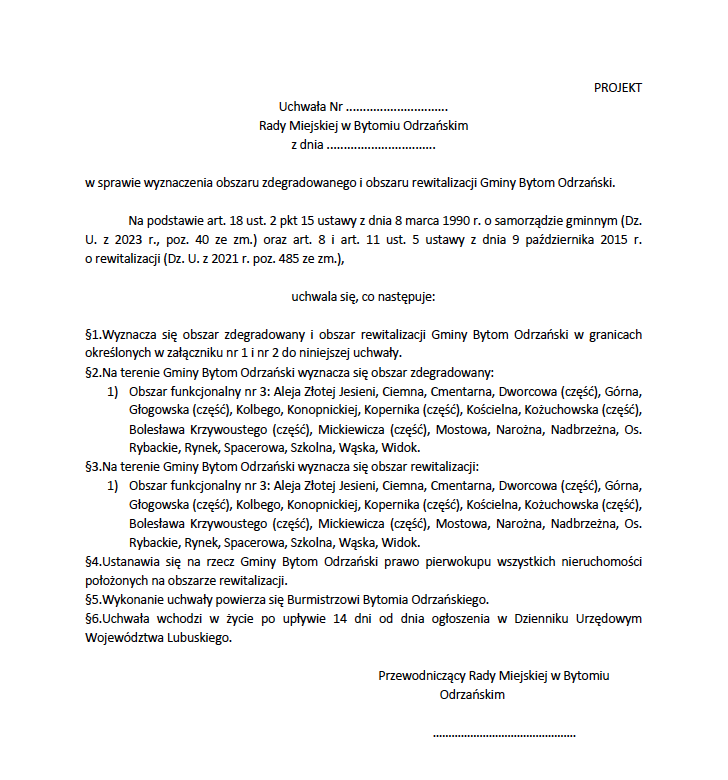 PROJEKT
Uchwała Nr ..............................
Rady Miejskiej w Bytomiu Odrzańskim
z dnia ................................
w sprawie wyznaczenia obszaru zdegradowanego i obszaru rewitalizacji Gminy Bytom Odrzański.
Na podstawie art. 18 ust. 2 pkt 15 ustawy z dnia 8 marca 1990 r. o samorządzie gminnym (Dz.
U. z 2023 r., poz. 40 ze zm.) oraz art. 8 i art. 11 ust. 5 ustawy z dnia 9 października 2015 r.
o rewitalizacji (Dz. U. z 2021 r. poz. 485 ze zm.),
uchwala się, co następuje:
§1.Wyznacza się obszar zdegradowany i obszar rewitalizacji Gminy Bytom Odrzański w granicach
określonych w załączniku nr 1 i nr 2 do niniejszej uchwały.
§2.Na terenie Gminy Bytom Odrzański wyznacza się obszar zdegradowany:
1) Obszar funkcjonalny nr 3: Aleja Złotej Jesieni, Ciemna, Cmentarna, Dworcowa (część), Górna,
Głogowska (część), Kolbego, Konopnickiej, Kopernika (część), Kościelna, Kożuchowska (część),
Bolesława Krzywoustego (część), Mickiewicza (część), Mostowa, Narożna, Nadbrzeżna, Os.
Rybackie, Rynek, Spacerowa, Szkolna, Wąska, Widok.
§3.Na terenie Gminy Bytom Odrzański wyznacza się obszar rewitalizacji:
1) Obszar funkcjonalny nr 3: Aleja Złotej Jesieni, Ciemna, Cmentarna, Dworcowa (część), Górna,
Głogowska (część), Kolbego, Konopnickiej, Kopernika (część), Kościelna, Kożuchowska (część),
Bolesława Krzywoustego (część), Mickiewicza (część), Mostowa, Narożna, Nadbrzeżna, Os.
Rybackie, Rynek, Spacerowa, Szkolna, Wąska, Widok.
§4.Ustanawia się na rzecz Gminy Bytom Odrzański prawo pierwokupu wszystkich nieruchomości
położonych na obszarze rewitalizacji.
§5.Wykonanie uchwały powierza się Burmistrzowi Bytomia Odrzańskiego.
§6.Uchwała wchodzi w życie po upływie 14 dni od dnia ogłoszenia w Dzienniku Urzędowym
Województwa Lubuskiego.
Przewodniczący Rady Miejskiej w Bytomiu
Odrzańskim
..............................................